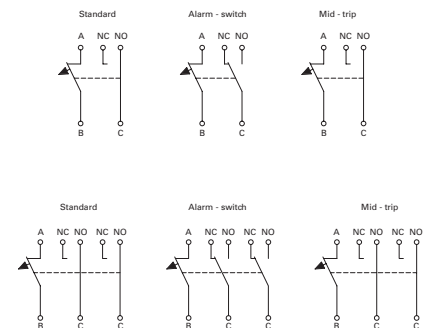 Standard Alarm - switch Mid - trip
A NC NO A NC NO A NC NO
B C B C B C
Standard Alarm - switch Mid - trip
A NC NO NC NO A NC NO NC NO A NC NO NC NO
B C C B C C B C C